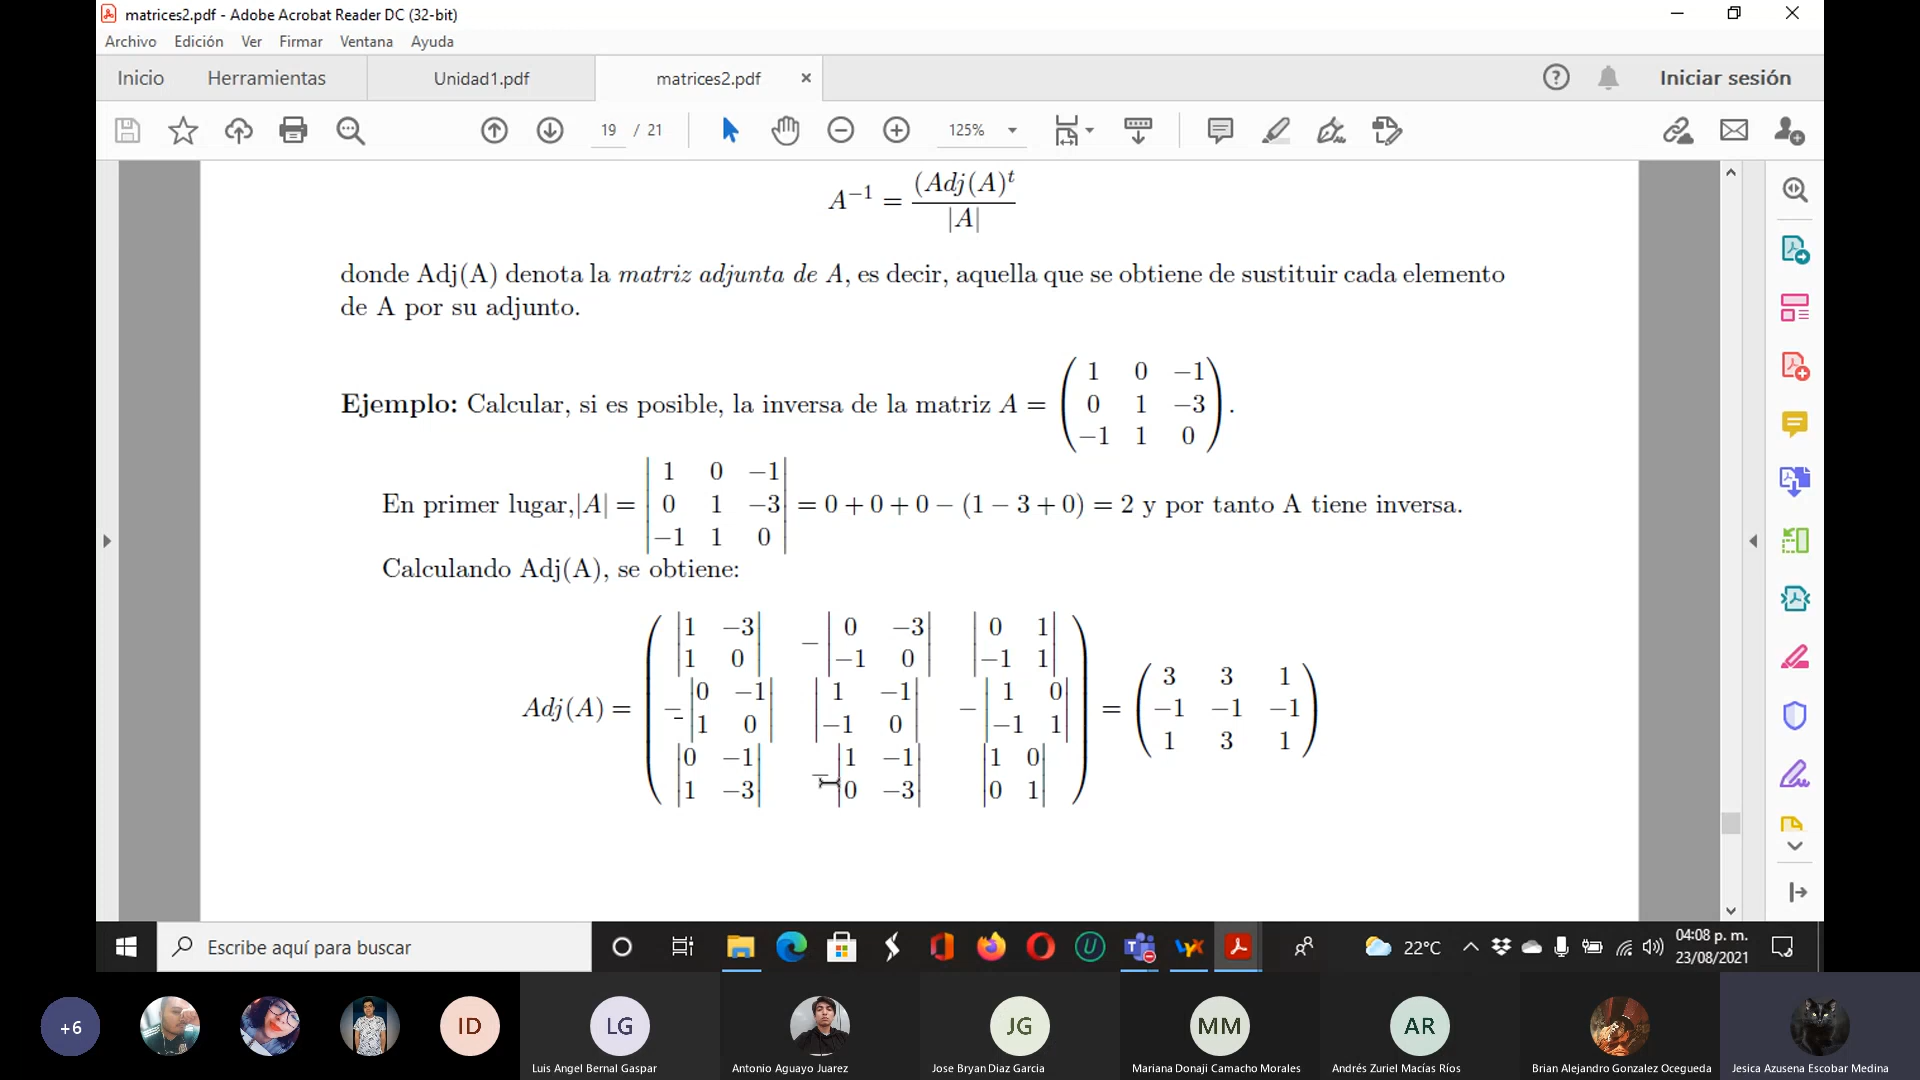 matrices2.pdf - Adobe Acrobat Reader DC (32-bit)
Archivo Edición Ver Firmar Ventana Ayuda
Inicio Herramientas Unidad1.pdf matrices2.pdf × Iniciar sesión
19 / 21 125%
A⁻¹ = (Adj(A)ᵗ / |A|
donde Adj(A) denota la matriz adjunta de A, es decir, aquella que se obtiene de sustituir cada elemento
de A por su adjunto.
1 0 −1
Ejemplo: Calcular, si es posible, la inversa de la matriz A = 0 1 −3 .
−1 1 0
1 0 −1
En primer lugar,|A| = 0 1 −3 = 0 + 0 + 0 − (1 − 3 + 0) = 2 y por tanto A tiene inversa.
−1 1 0
Calculando Adj(A), se obtiene:
|1 −3| −|0 −3| |0 1|
|1 0| |−1 0| |−1 1| 3 3 1
Adj(A) = −|0 −1| |1 −1| −|1 0| = −1 −1 −1
|1 0| |−1 0| |−1 1| 1 3 1
|0 −1| −|1 −1| |1 0|
|1 −3| |0 −3| |0 1|
Escribe aquí para buscar 22°C 04:08 p. m.
23/08/2021
+6 ID LG JG MM AR
Luis Angel Bernal Gaspar Antonio Aguayo Juarez Jose Bryan Diaz Garcia Mariana Donaji Camacho Morales Andrés Zuriel Macías Ríos Brian Alejandro Gonzalez Ocegueda Jesica Azusena Escobar Medina